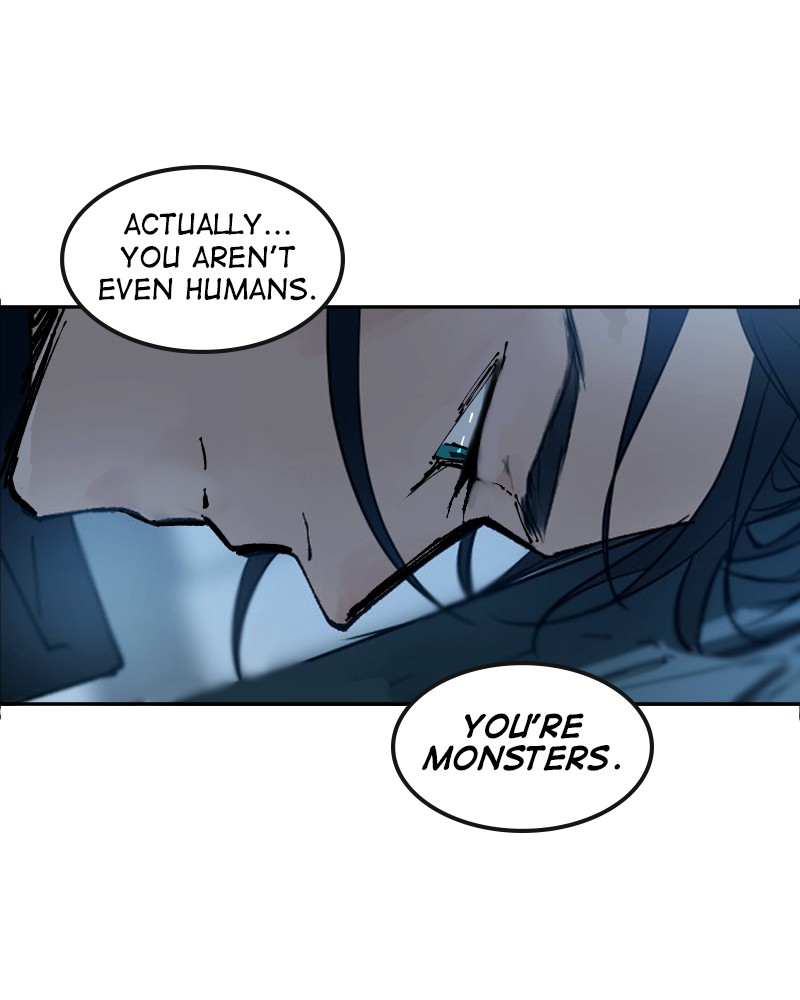 ACTUALLY...
YOU AREN'T
EVEN HUMANS.
YOU'RE
MONSTERS.